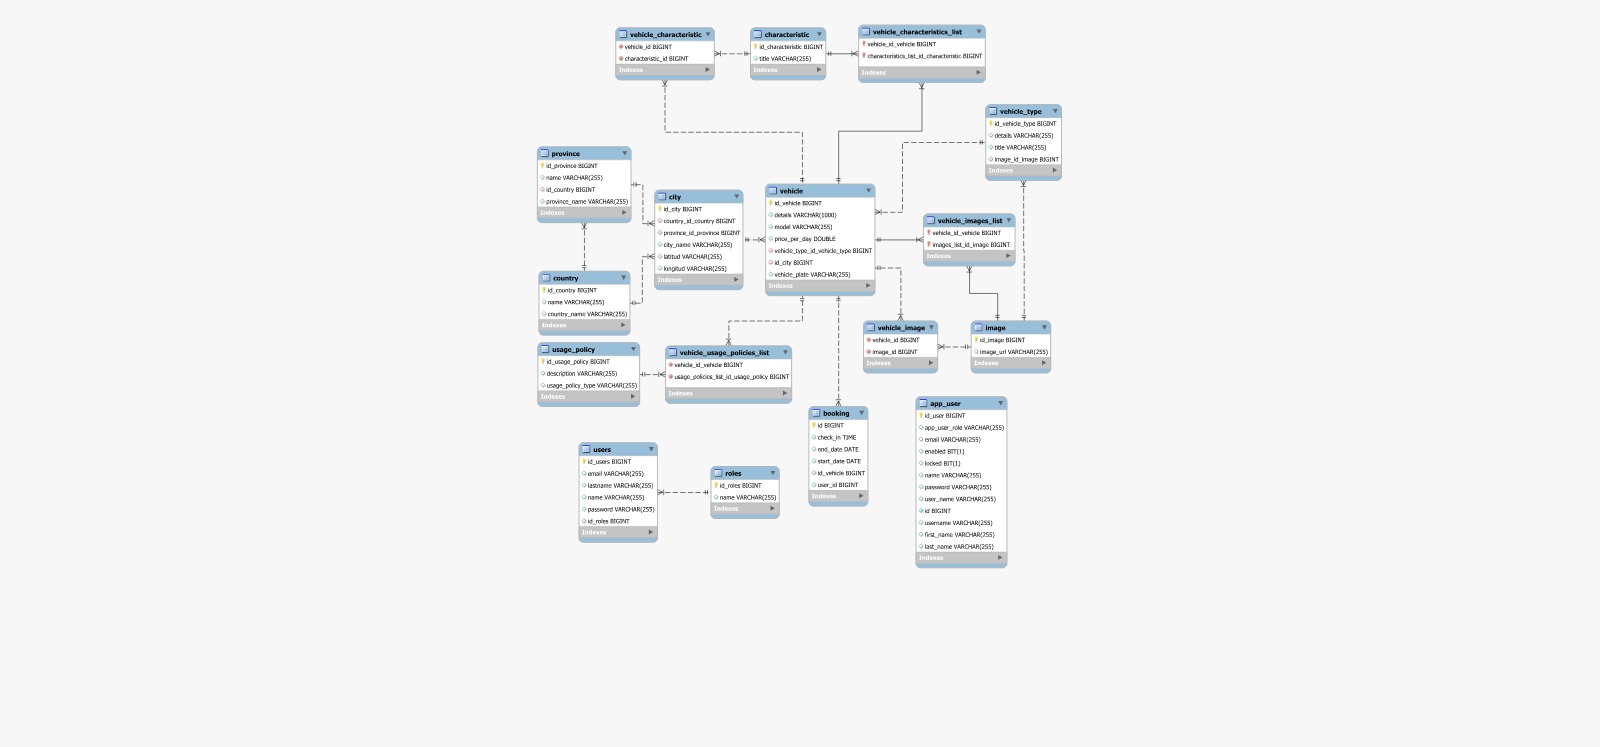 vehicle_characteristic
vehicle_id BIGINT
characteristic_id BIGINT
Indexes
characteristic
id_characteristic BIGINT
title VARCHAR(255)
Indexes
vehicle_characteristics_list
vehicle_id_vehicle BIGINT
characteristics_list_id_characteristic BIGINT
Indexes
vehicle_type
id_vehicle_type BIGINT
details VARCHAR(255)
title VARCHAR(255)
image_id_image BIGINT
Indexes
province
id_province BIGINT
name VARCHAR(255)
id_country BIGINT
province_name VARCHAR(255)
Indexes
city
id_city BIGINT
country_id_country BIGINT
province_id_province BIGINT
city_name VARCHAR(255)
latitud VARCHAR(255)
longitud VARCHAR(255)
Indexes
vehicle
id_vehicle BIGINT
details VARCHAR(1000)
model VARCHAR(255)
price_per_day DOUBLE
vehicle_type_id_vehicle_type BIGINT
id_city BIGINT
vehicle_plate VARCHAR(255)
Indexes
vehicle_images_list
vehicle_id_vehicle BIGINT
images_list_id_image BIGINT
Indexes
country
id_country BIGINT
name VARCHAR(255)
country_name VARCHAR(255)
Indexes
vehicle_image
vehicle_id BIGINT
image_id BIGINT
Indexes
image
id_image BIGINT
image_url VARCHAR(255)
Indexes
usage_policy
id_usage_policy BIGINT
description VARCHAR(255)
usage_policy_type VARCHAR(255)
Indexes
vehicle_usage_policies_list
vehicle_id_vehicle BIGINT
usage_policies_list_id_usage_policy BIGINT
Indexes
booking
id BIGINT
check_in TIME
end_date DATE
start_date DATE
id_vehicle BIGINT
user_id BIGINT
Indexes
app_user
id_user BIGINT
app_user_role VARCHAR(255)
email VARCHAR(255)
enabled BIT(1)
locked BIT(1)
name VARCHAR(255)
password VARCHAR(255)
user_name VARCHAR(255)
id BIGINT
username VARCHAR(255)
first_name VARCHAR(255)
last_name VARCHAR(255)
Indexes
users
id_users BIGINT
email VARCHAR(255)
lastname VARCHAR(255)
name VARCHAR(255)
password VARCHAR(255)
id_roles BIGINT
Indexes
roles
id_roles BIGINT
name VARCHAR(255)
Indexes